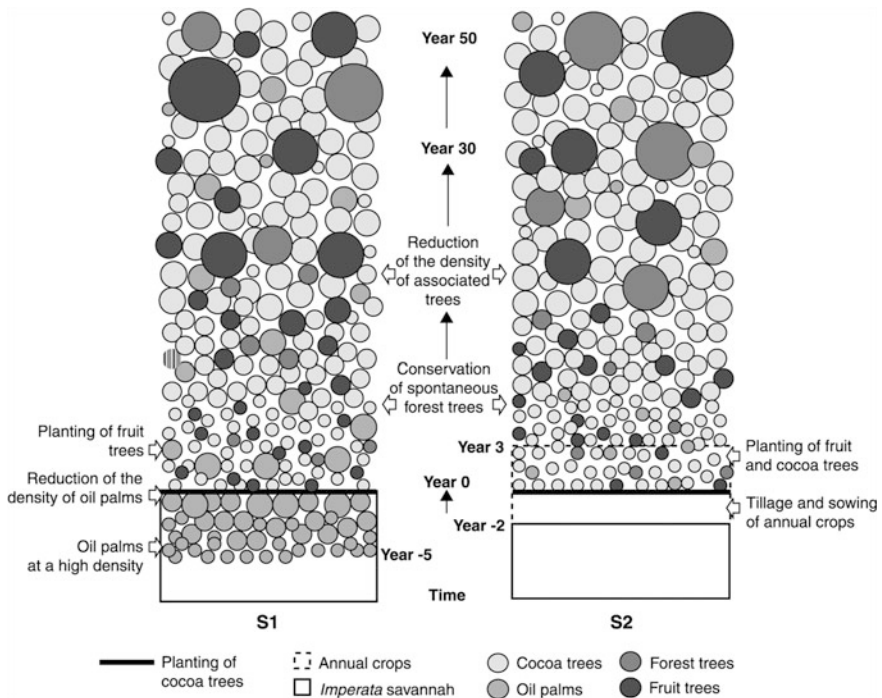 Year 50
Year 30
Reduction
of the density
of associated
trees
Conservation
of spontaneous
forest trees
Planting of fruit
trees
Year 3
Planting of fruit
and cocoa trees
Reduction of the
density of oil palms
Year 0
Tillage and sowing
of annual crops
Year -2
Oil palms
at a high density
Year -5
Time
S1
S2
Planting of
cocoa trees
Annual crops
Imperata savannah
Cocoa trees
Oil palms
Forest trees
Fruit trees